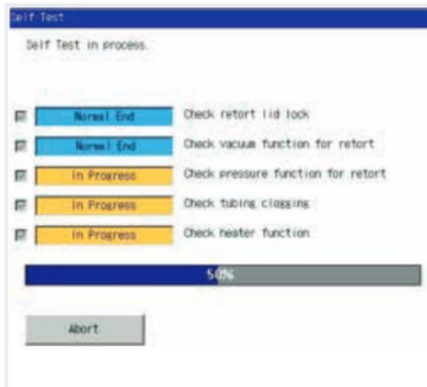 Self Test
Self Test in process.
Normal End Check retort lid lock
Normal End Check vacuum function for retort
In Progress Check pressure function for retort
In Progress Check tubing clogging
In Progress Check heater function
50%
Abort